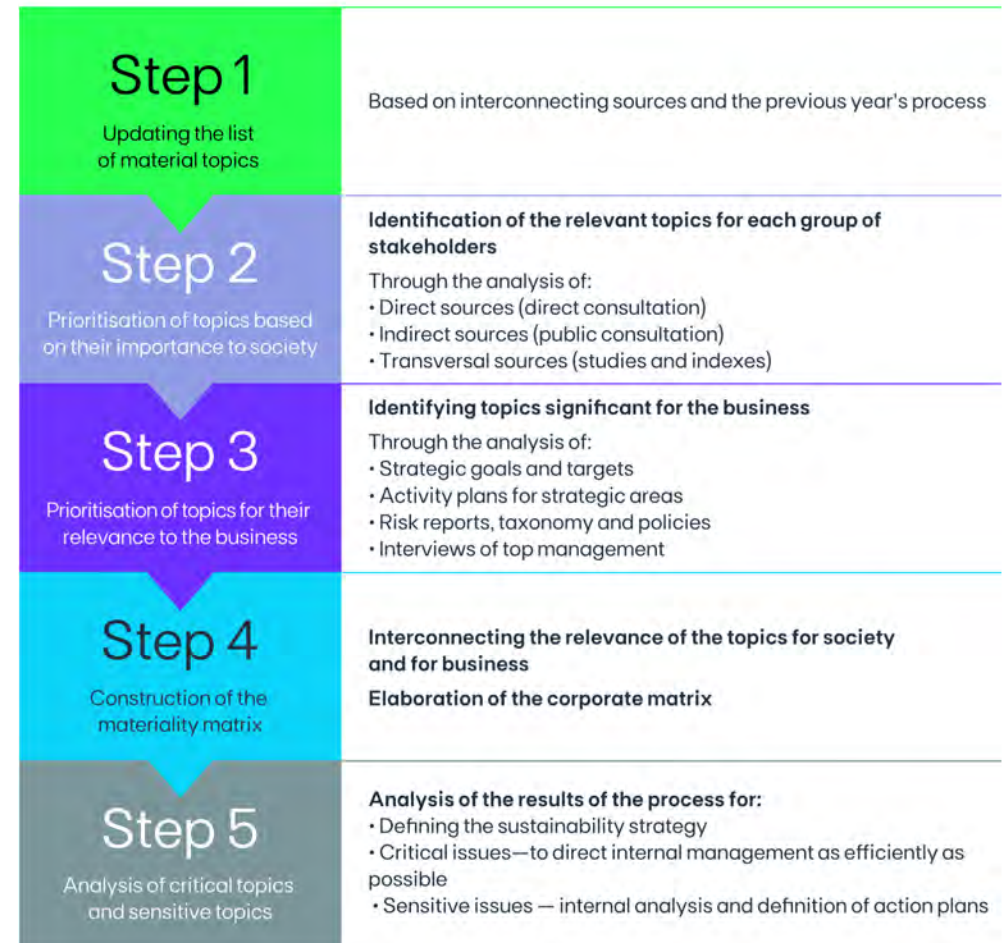 Step 1
Updating the list
of material topics
Based on interconnecting sources and the previous year's process
Step 2
Prioritisation of topics based
on their importance to society
Identification of the relevant topics for each group of
stakeholders
Through the analysis of:
• Direct sources (direct consultation)
• Indirect sources (public consultation)
• Transversal sources (studies and indexes)
Step 3
Prioritisation of topics for their
relevance to the business
Identifying topics significant for the business
Through the analysis of:
• Strategic goals and targets
• Activity plans for strategic areas
• Risk reports, taxonomy and policies
• Interviews of top management
Step 4
Construction of the
materiality matrix
Interconnecting the relevance of the topics for society
and for business
Elaboration of the corporate matrix
Step 5
Analysis of critical topics
and sensitive topics
Analysis of the results of the process for:
• Defining the sustainability strategy
• Critical issues—to direct internal management as efficiently as
possible
• Sensitive issues — internal analysis and definition of action plans